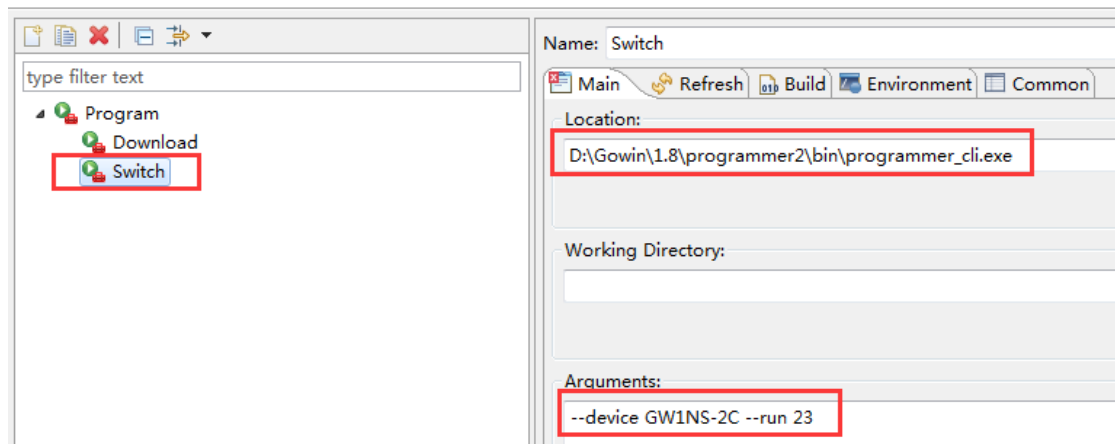 type filter text
Program
Download
Switch
Name: Switch
Main Refresh Build Environment Common
Location:
D:\Gowin\1.8\programmer2\bin\programmer_cli.exe
Working Directory:
Arguments:
--device GW1NS-2C --run 23